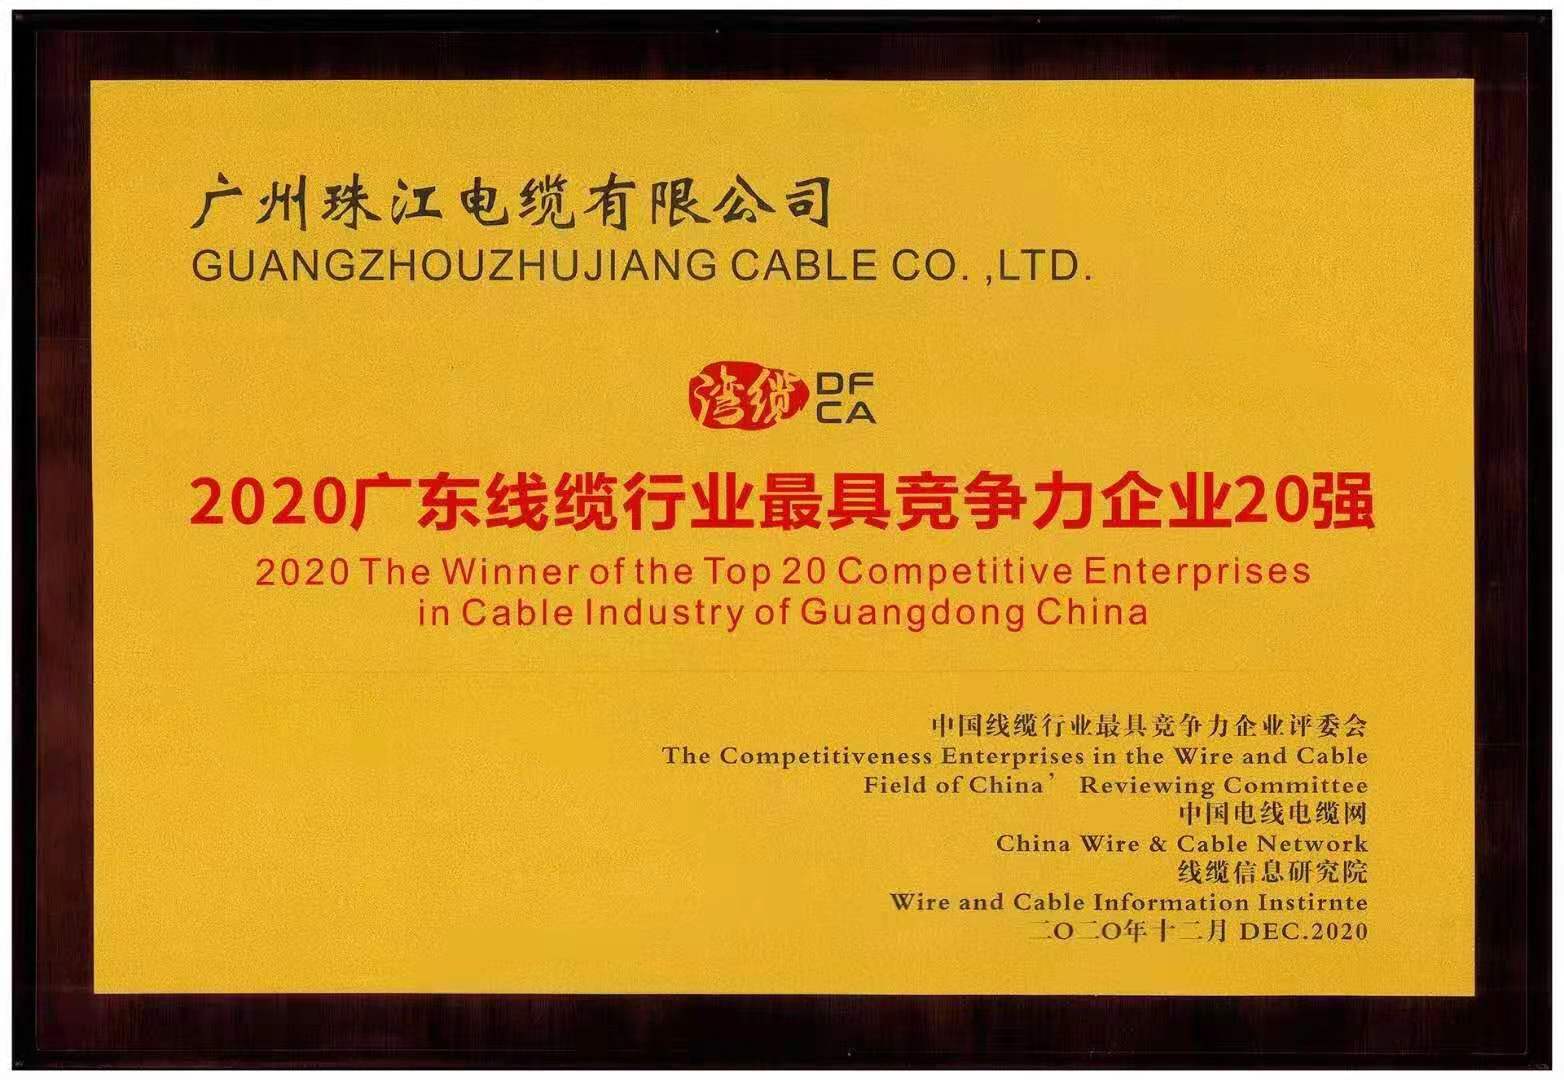 广州珠江电缆有限公司
GUANGZHOUZHUJIANG CABLE CO. ,LTD.
湾缆 DF
CA
2020广东线缆行业最具竞争力企业20强
2020 The Winner of the Top 20 Competitive Enterprises
in Cable Industry of Guangdong China
中国线缆行业最具竞争力企业评委会
The Competitiveness Enterprises in the Wire and Cable
Field of China’ Reviewing Committee
中国电线电缆网
China Wire & Cable Network
线缆信息研究院
Wire and Cable Information Instirnte
二〇二〇年十二月 DEC.2020